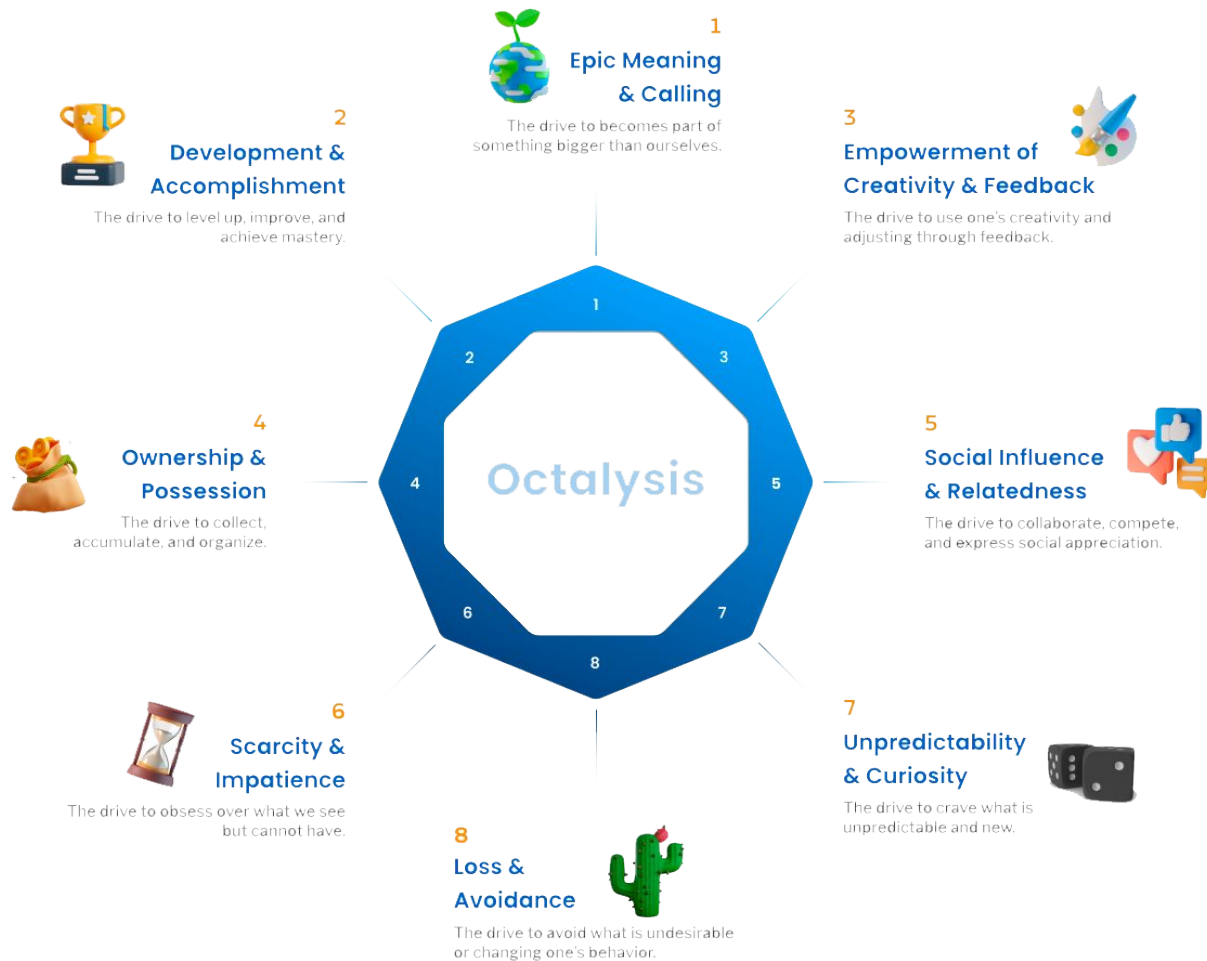 1
Epic Meaning
& Calling
The drive to becomes part of
something bigger than ourselves.
2
Development &
Accomplishment
The drive to level up, improve, and
achieve mastery.
3
Empowerment of
Creativity & Feedback
The drive to use one's creativity and
adjusting through feedback.
4
Ownership &
Possession
The drive to collect,
accumulate, and organize.
5
Social Influence
& Relatedness
The drive to collaborate, compete,
and express social appreciation.
6
Scarcity &
Impatience
The drive to obsess over what we see
but cannot have.
7
Unpredictability
& Curiosity
The drive to crave what is
unpredictable and new.
8
Loss &
Avoidance
The drive to avoid what is undesirable
or changing one's behavior.
1
2
3
4
Octalysis
5
6
7
8